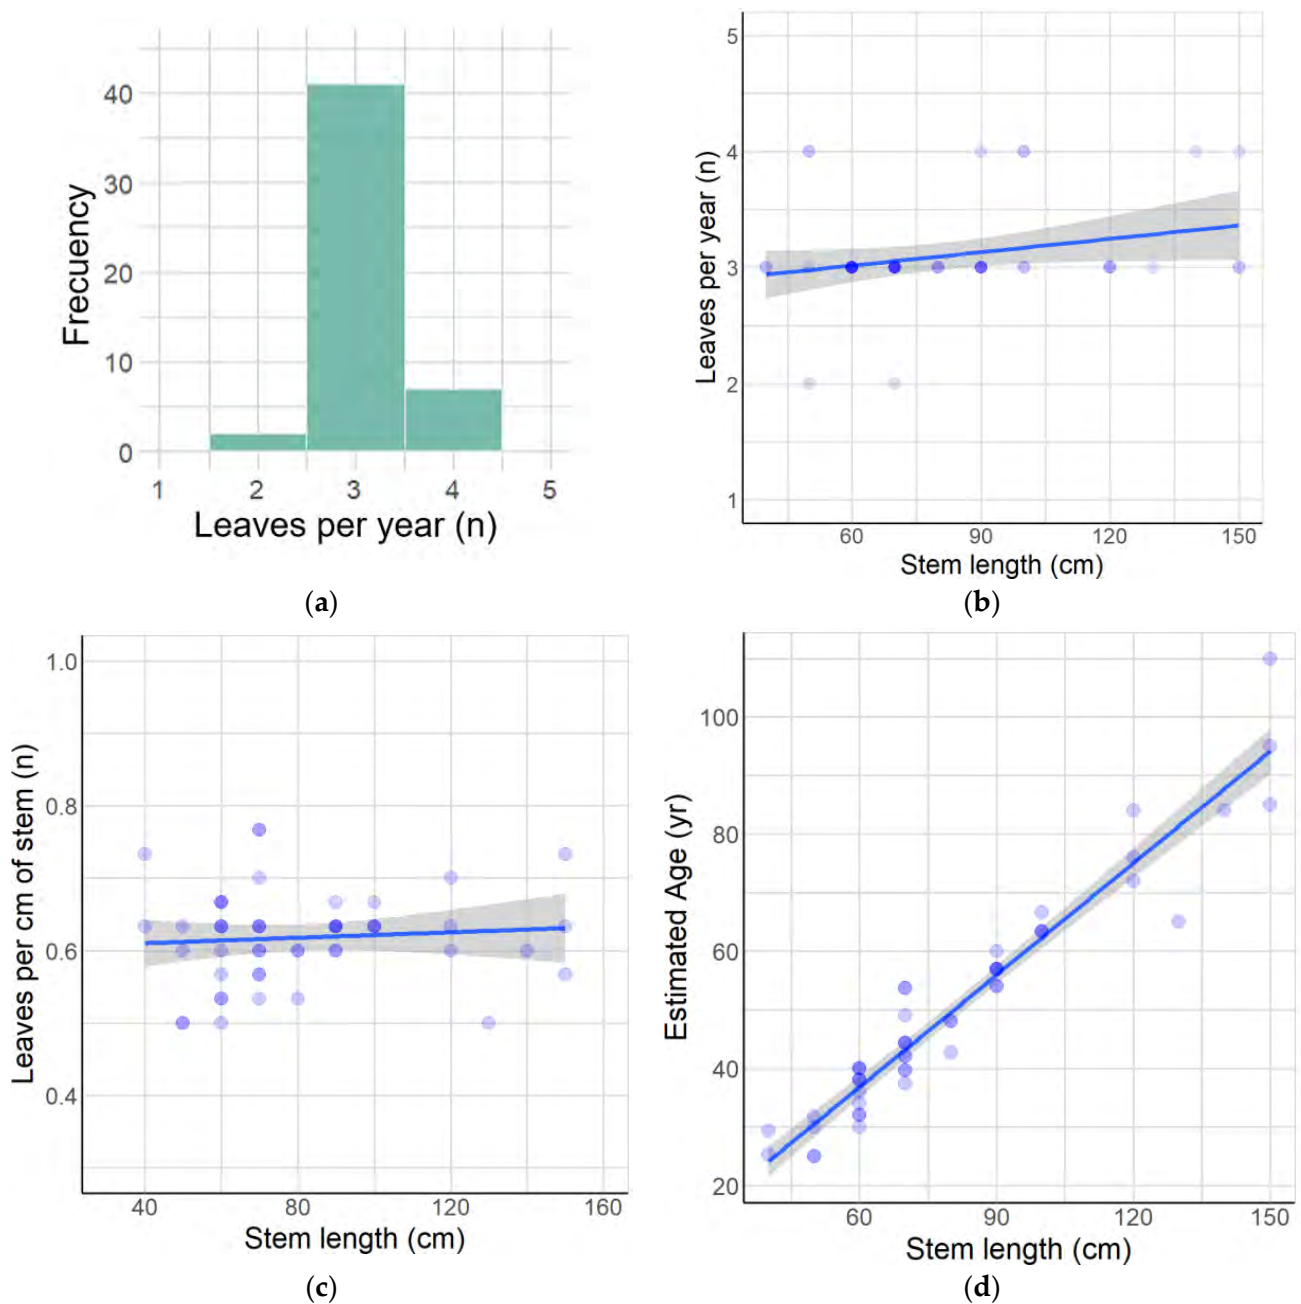 Frecuency
40
30
20
10
0
1 2 3 4 5
Leaves per year (n)
(a)
Leaves per year (n)
5
4
3
2
1
60 90 120 150
Stem length (cm)
(b)
Leaves per cm of stem (n)
1.0
0.8
0.6
0.4
40 80 120 160
Stem length (cm)
(c)
Estimated Age (yr)
100
80
60
40
20
60 90 120 150
Stem length (cm)
(d)